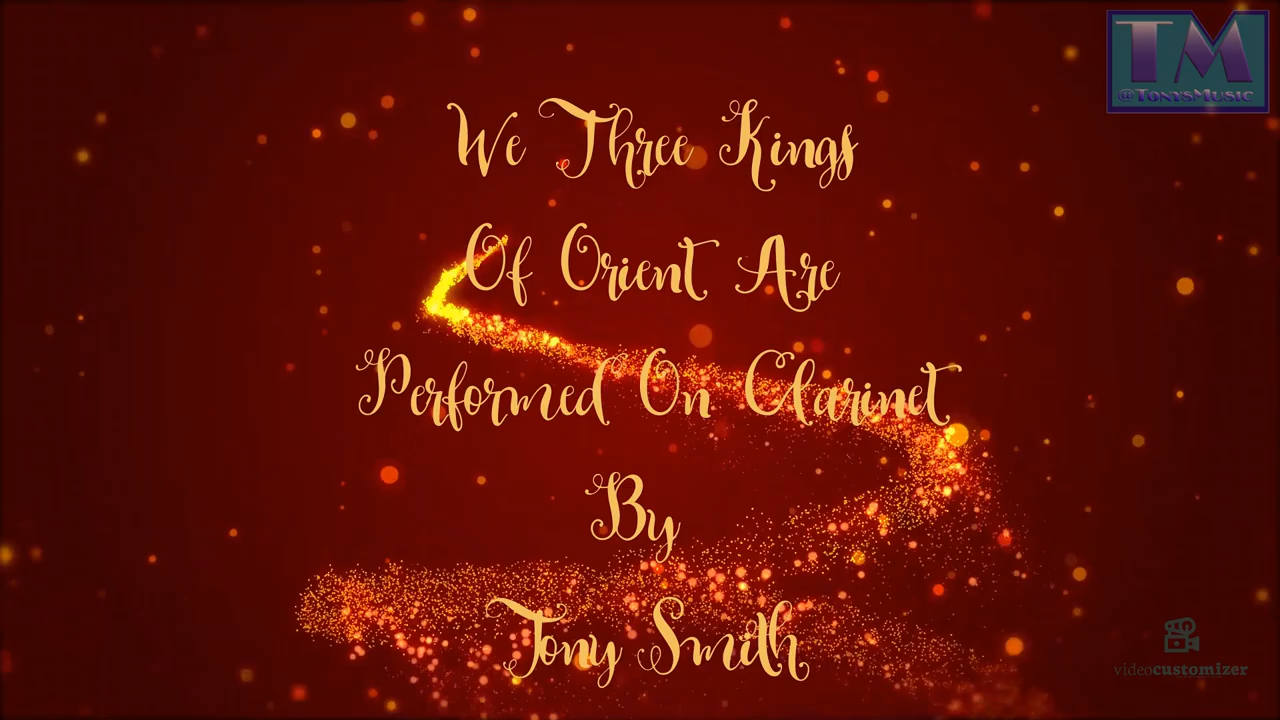 TM
@TonysMusic
We Three Kings
Of Orient Are
Performed On Clarinet
By
Tony Smith
videocustomizer